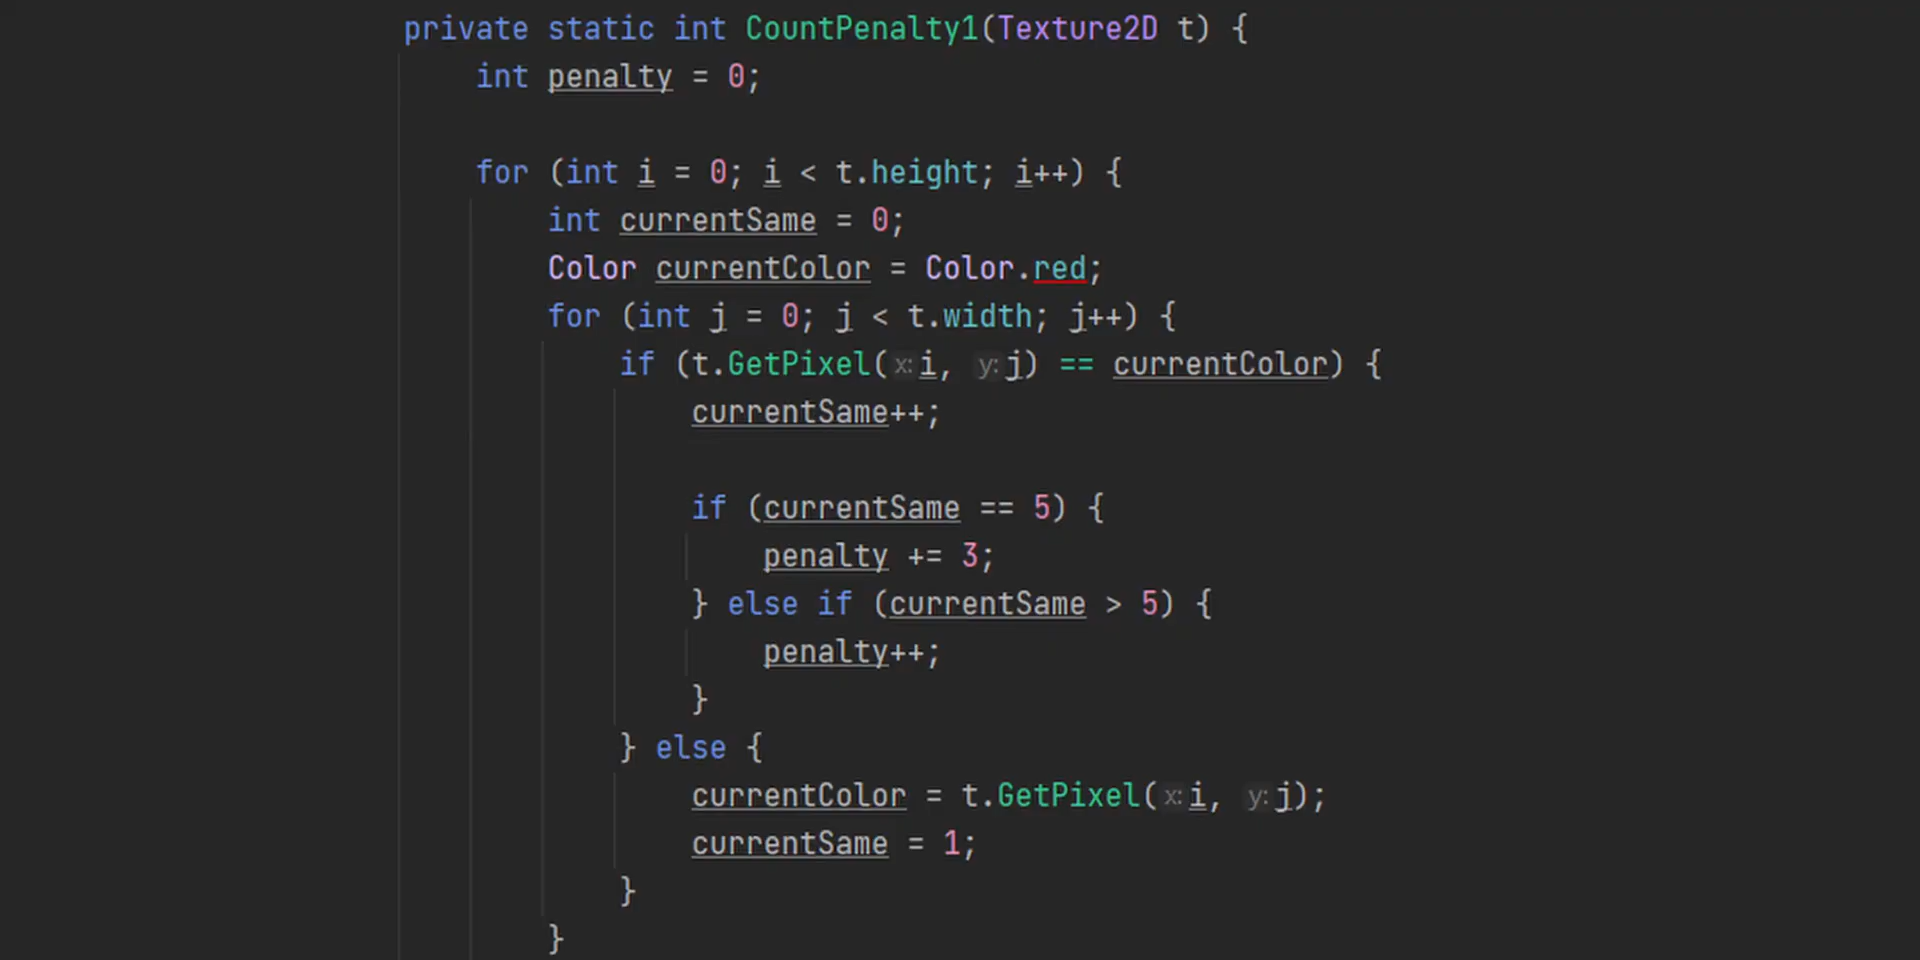 private static int CountPenalty1(Texture2D t) {
int penalty = 0;
for (int i = 0; i < t.height; i++) {
int currentSame = 0;
Color currentColor = Color.red;
for (int j = 0; j < t.width; j++) {
if (t.GetPixel(x:i, y:j) == currentColor) {
currentSame++;
if (currentSame == 5) {
penalty += 3;
} else if (currentSame > 5) {
penalty++;
}
} else {
currentColor = t.GetPixel(x:i, y:j);
currentSame = 1;
}
}